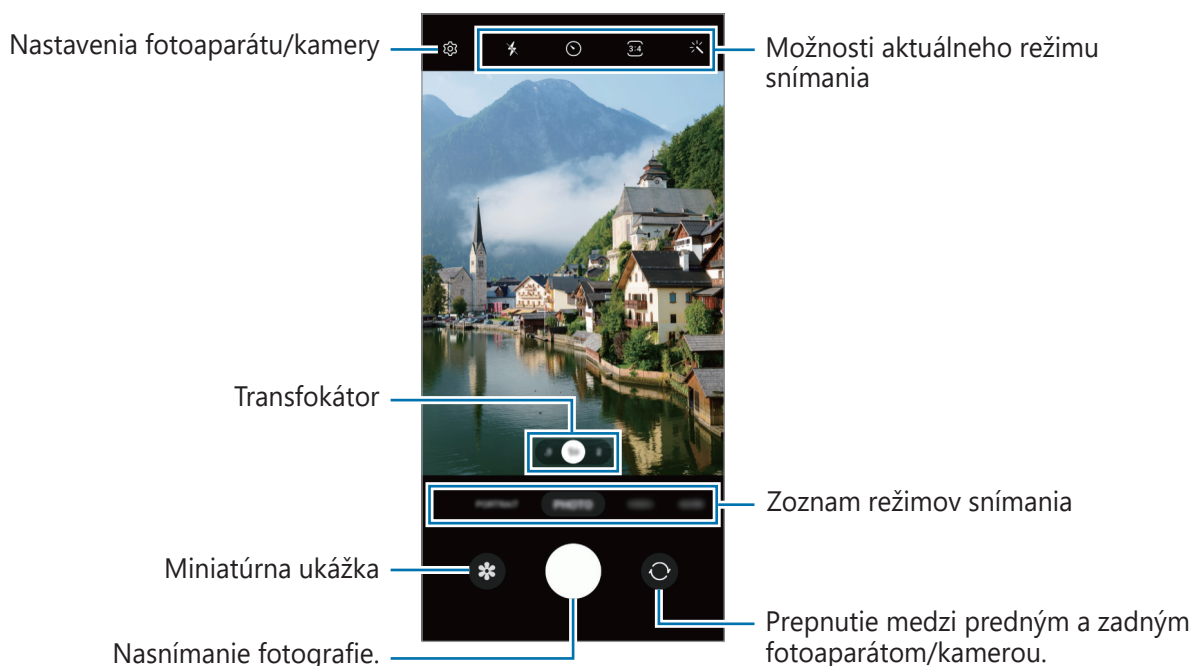 Nastavenia fotoaparátu/kamery
Možnosti aktuálneho režimu
snímania
3:4
Transfokátor
PORTRAIT
PHOTO
Zoznam režimov snímania
Miniatúrna ukážka
Prepnutie medzi predným a zadným
fotoaparátom/kamerou.
Nasnímanie fotografie.